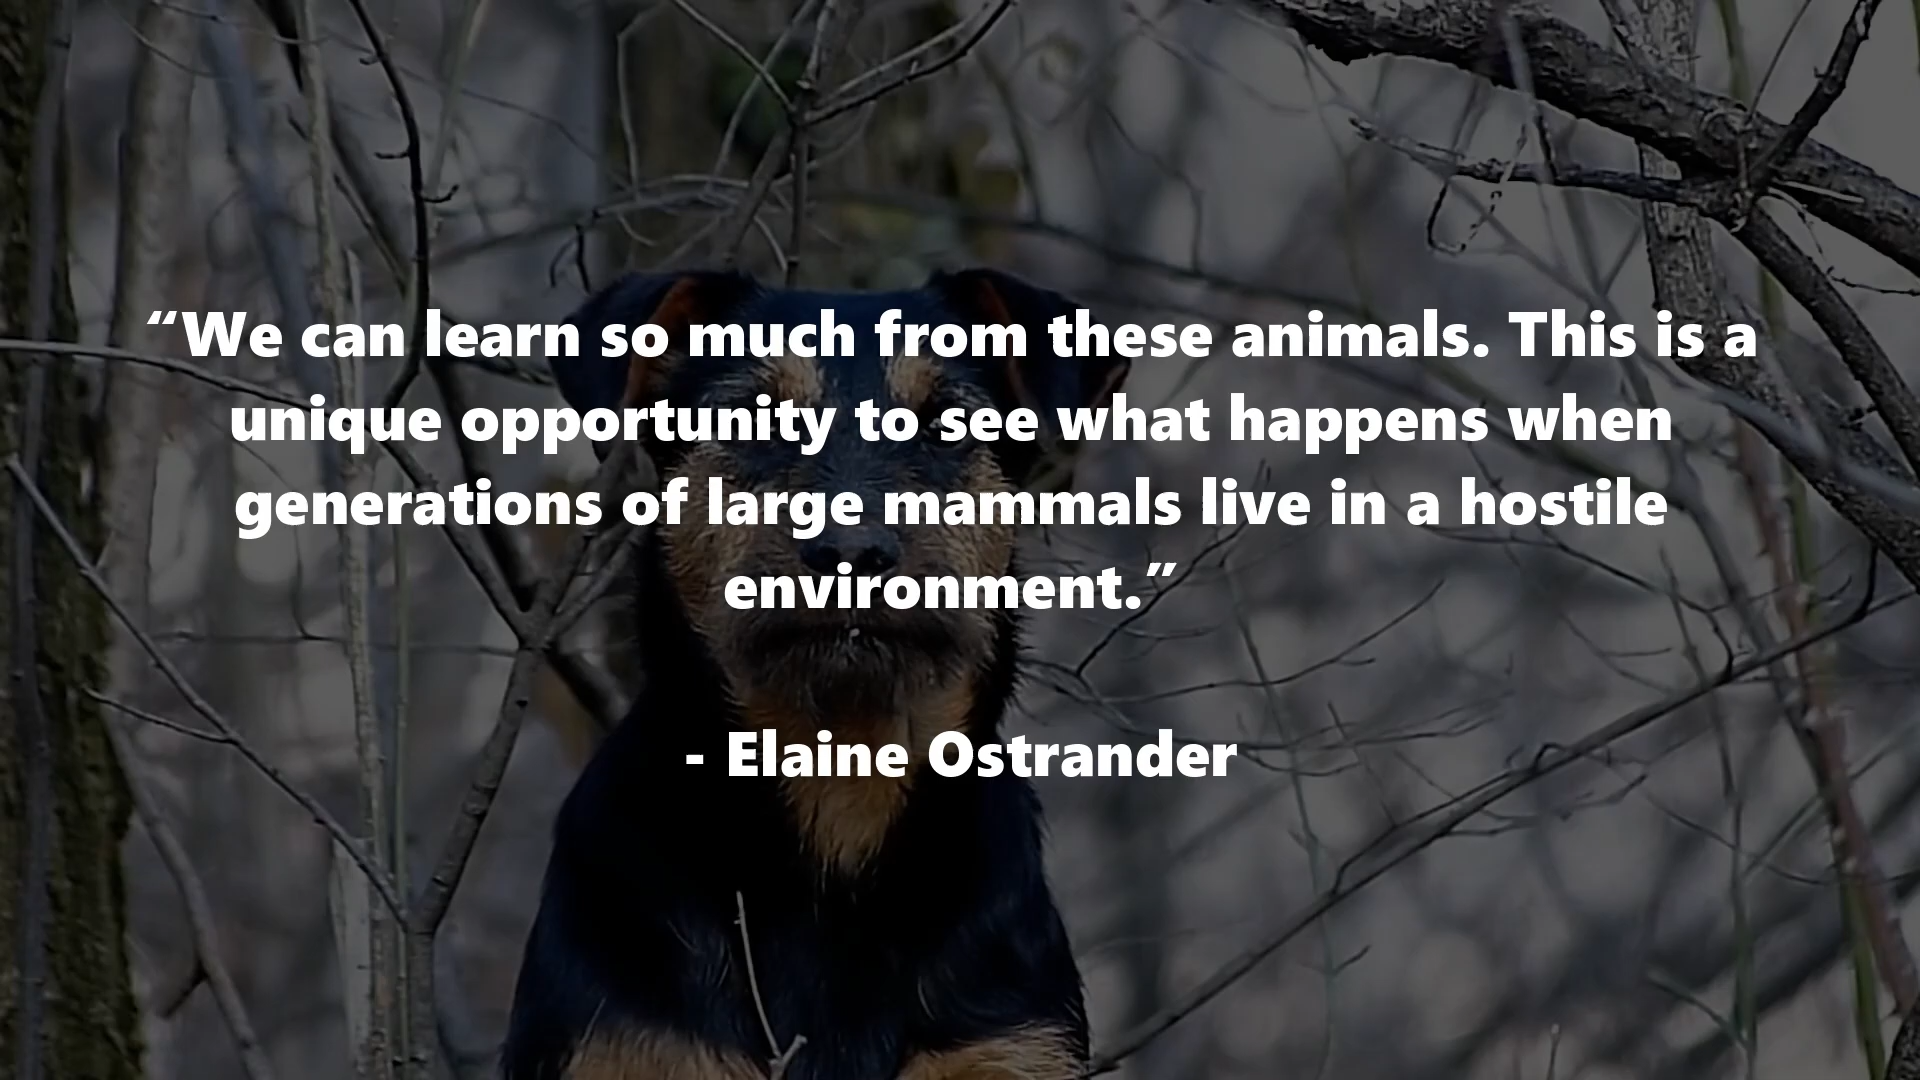 “We can learn so much from these animals. This is a
unique opportunity to see what happens when
generations of large mammals live in a hostile
environment.”
- Elaine Ostrander